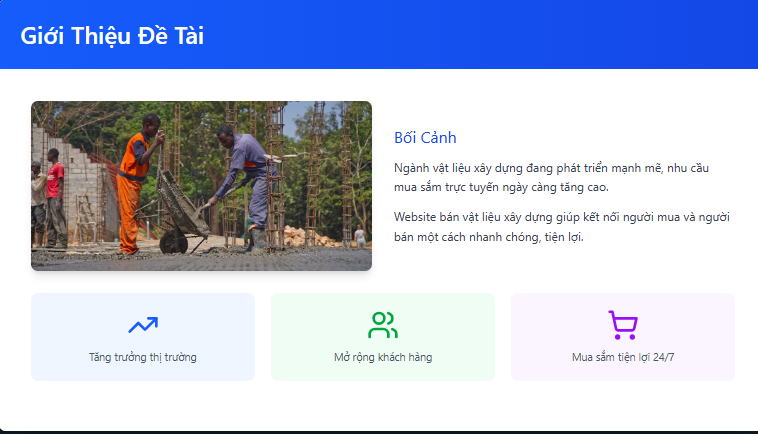 Giới Thiệu Đề Tài
Bối Cảnh
Ngành vật liệu xây dựng đang phát triển mạnh mẽ, nhu cầu
mua sắm trực tuyến ngày càng tăng cao.
Website bán vật liệu xây dựng giúp kết nối người mua và người
bán một cách nhanh chóng, tiện lợi.
Tăng trưởng thị trường
Mở rộng khách hàng
Mua sắm tiện lợi 24/7